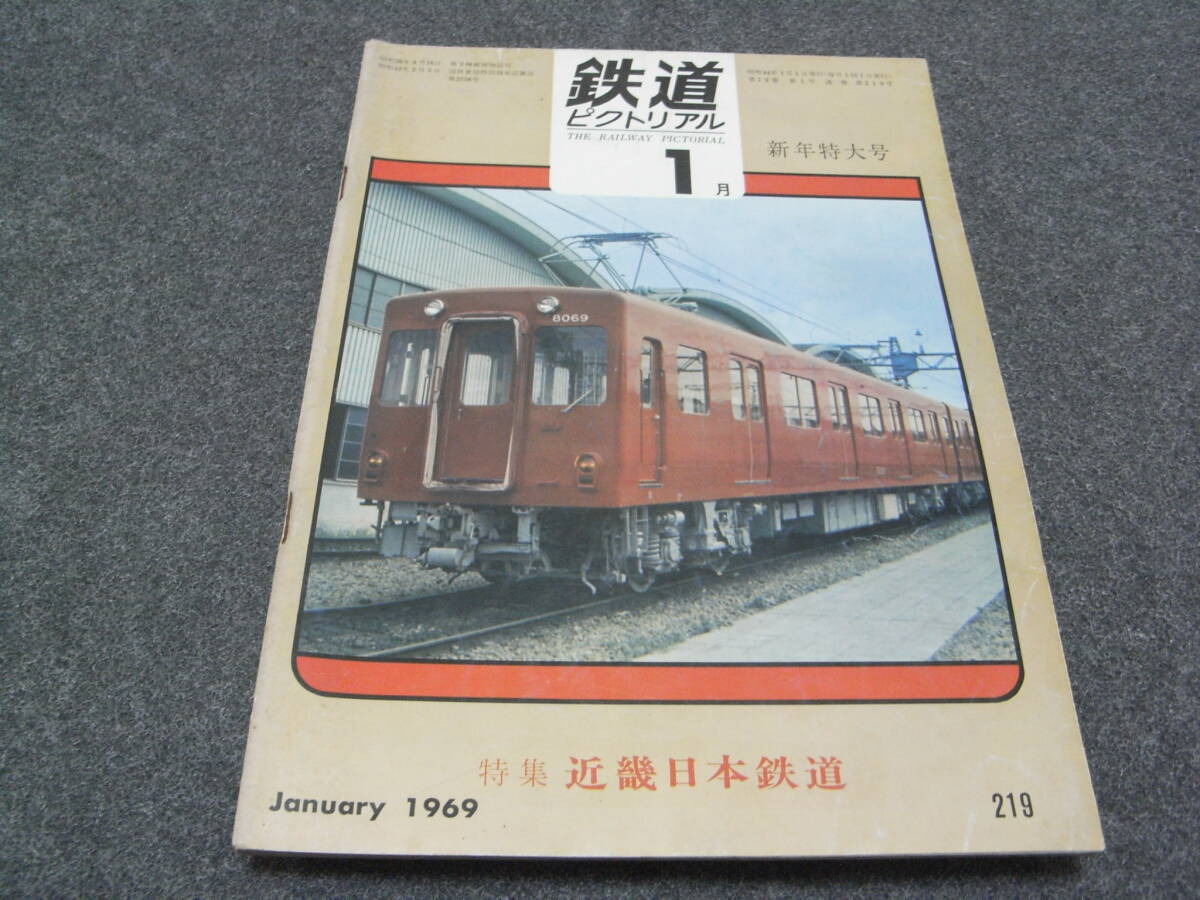 鉄道
ピクトリアル
THE RAILWAY PICTORIAL
1月
新年特大号
8069
特集 近畿日本鉄道
January 1969
219